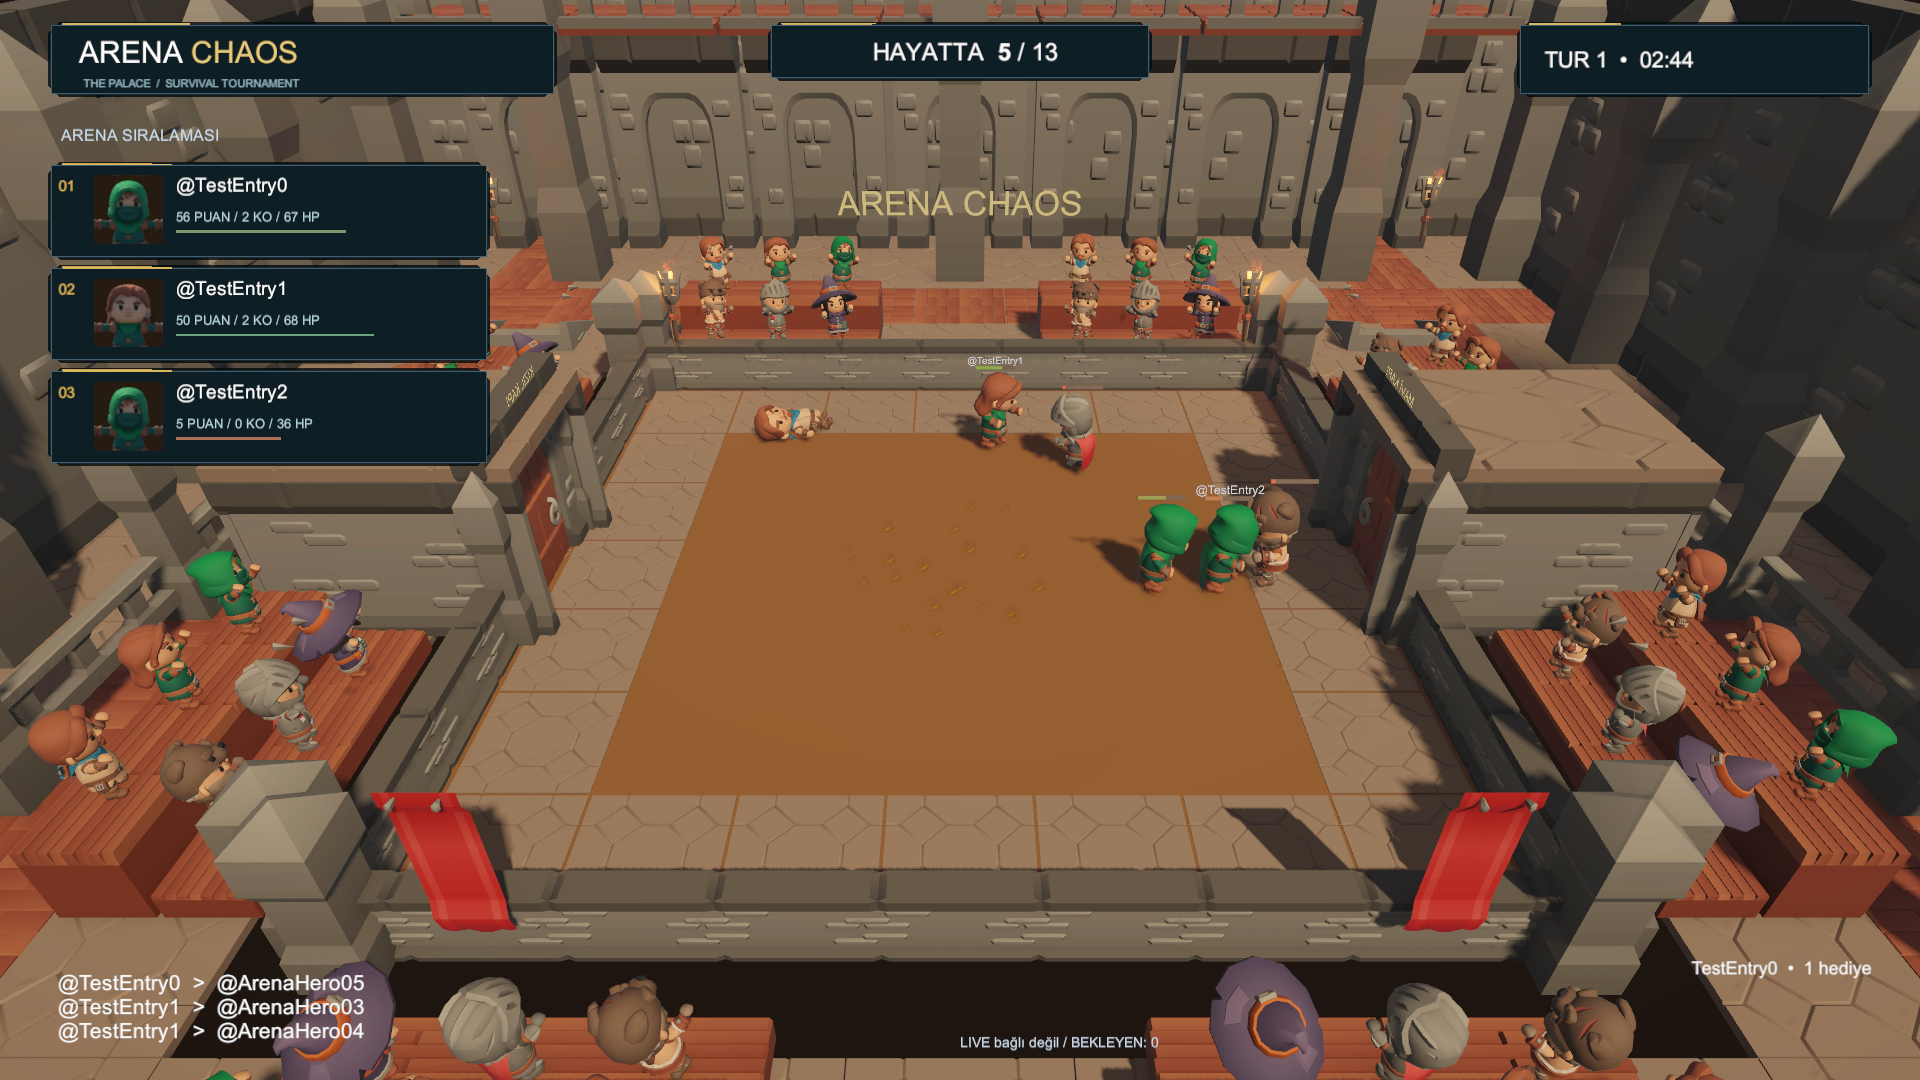 ARENA CHAOS
THE PALACE / SURVIVAL TOURNAMENT
HAYATTA 5 / 13
TUR 1 • 02:44
ARENA SIRALAMASI
01
@TestEntry0
56 PUAN / 2 KO / 67 HP
02
@TestEntry1
50 PUAN / 2 KO / 68 HP
03
@TestEntry2
5 PUAN / 0 KO / 36 HP
ARENA CHAOS
@TestEntry1
@TestEntry2
@TestEntry0 > @ArenaHero05
@TestEntry1 > @ArenaHero03
@TestEntry1 > @ArenaHero04
TestEntry0 • 1 hediye
LIVE bağlı değil / BEKLEYEN: 0